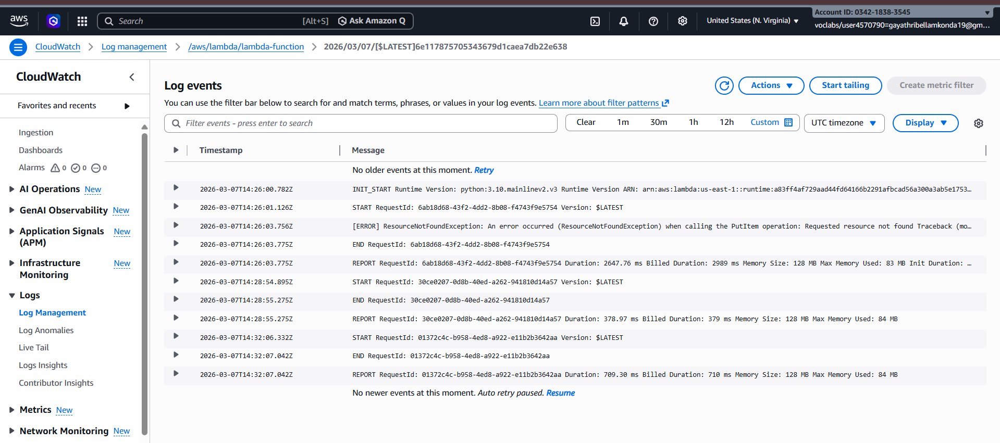 aws
Search [Alt+S] Ask Amazon Q
United States (N. Virginia)
Account ID: 0342-1838-3545
voclabs/user4570790=gayathribellamkonda19@gm...
CloudWatch Log management /aws/lambda/lambda-function 2026/03/07/[$LATEST]6e117875705343679d1caea7db22e638
CloudWatch
Favorites and recents
Ingestion
Dashboards
Alarms 0 0 0
AI Operations New
GenAI Observability New
Application Signals (APM) New
Infrastructure Monitoring New
Logs
Log Management
Log Anomalies
Live Tail
Logs Insights
Contributor Insights
Metrics New
Network Monitoring New
Log events
Actions Start tailing Create metric filter
You can use the filter bar below to search for and match terms, phrases, or values in your log events. Learn more about filter patterns
Filter events - press enter to search
Clear 1m 30m 1h 12h Custom UTC timezone Display
Timestamp Message
No older events at this moment. Retry
2026-03-07T14:26:00.782Z INIT_START Runtime Version: python:3.10.mainlinev2.v3 Runtime Version ARN: arn:aws:lambda:us-east-1::runtime:a83ff4af729aad44fd64166b2291afbcad56a300a3ab5e1753…
2026-03-07T14:26:01.126Z START RequestId: 6ab18d68-43f2-4dd2-8b08-f4743f9e5754 Version: $LATEST
2026-03-07T14:26:03.756Z [ERROR] ResourceNotFoundException: An error occurred (ResourceNotFoundException) when calling the PutItem operation: Requested resource not found Traceback (mo…
2026-03-07T14:26:03.775Z END RequestId: 6ab18d68-43f2-4dd2-8b08-f4743f9e5754
2026-03-07T14:26:03.775Z REPORT RequestId: 6ab18d68-43f2-4dd2-8b08-f4743f9e5754 Duration: 2647.76 ms Billed Duration: 2989 ms Memory Size: 128 MB Max Memory Used: 83 MB Init Duration: …
2026-03-07T14:28:54.895Z START RequestId: 30ce0207-0d8b-40ed-a262-941810d14a57 Version: $LATEST
2026-03-07T14:28:55.275Z END RequestId: 30ce0207-0d8b-40ed-a262-941810d14a57
2026-03-07T14:28:55.275Z REPORT RequestId: 30ce0207-0d8b-40ed-a262-941810d14a57 Duration: 378.97 ms Billed Duration: 379 ms Memory Size: 128 MB Max Memory Used: 84 MB
2026-03-07T14:32:06.332Z START RequestId: 01372c4c-b958-4ed8-a922-e11b2b3642aa Version: $LATEST
2026-03-07T14:32:07.042Z END RequestId: 01372c4c-b958-4ed8-a922-e11b2b3642aa
2026-03-07T14:32:07.042Z REPORT RequestId: 01372c4c-b958-4ed8-a922-e11b2b3642aa Duration: 709.30 ms Billed Duration: 710 ms Memory Size: 128 MB Max Memory Used: 84 MB
No newer events at this moment. Auto retry paused. Resume